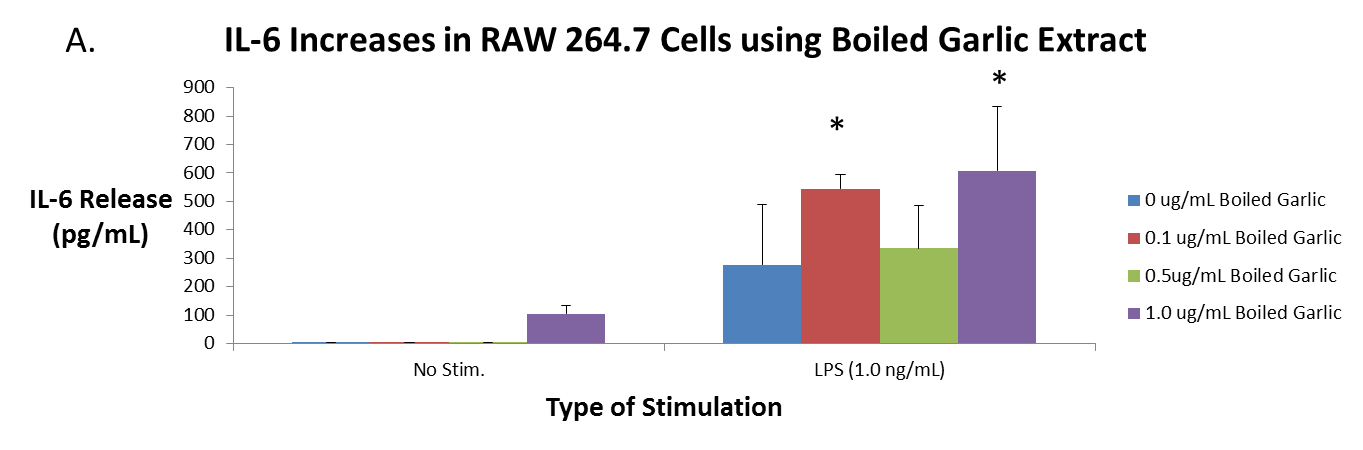 A.
IL-6 Increases in RAW 264.7 Cells using Boiled Garlic Extract
900
800
700
600
500
400
300
200
100
0
IL-6 Release
(pg/mL)
*
*
No Stim.
LPS (1.0 ng/mL)
Type of Stimulation
0 ug/mL Boiled Garlic
0.1 ug/mL Boiled Garlic
0.5ug/mL Boiled Garlic
1.0 ug/mL Boiled Garlic